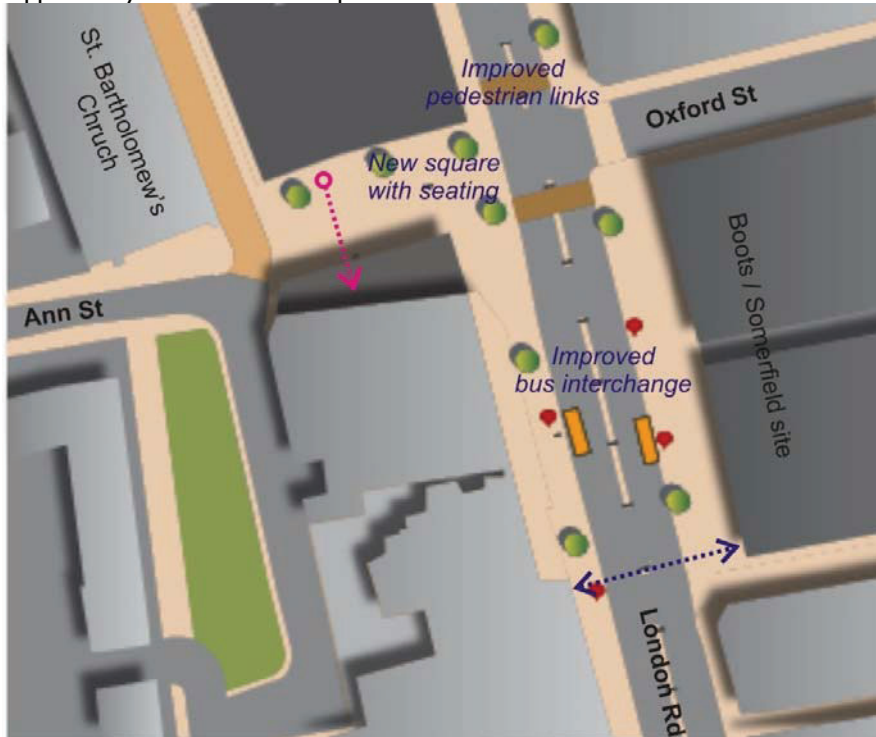 St. Bartholomew's
Chruch
Improved
pedestrian links
Oxford St
New square
with seating
Ann St
Boots / Somerfield site
Improved
bus interchange
London Rd